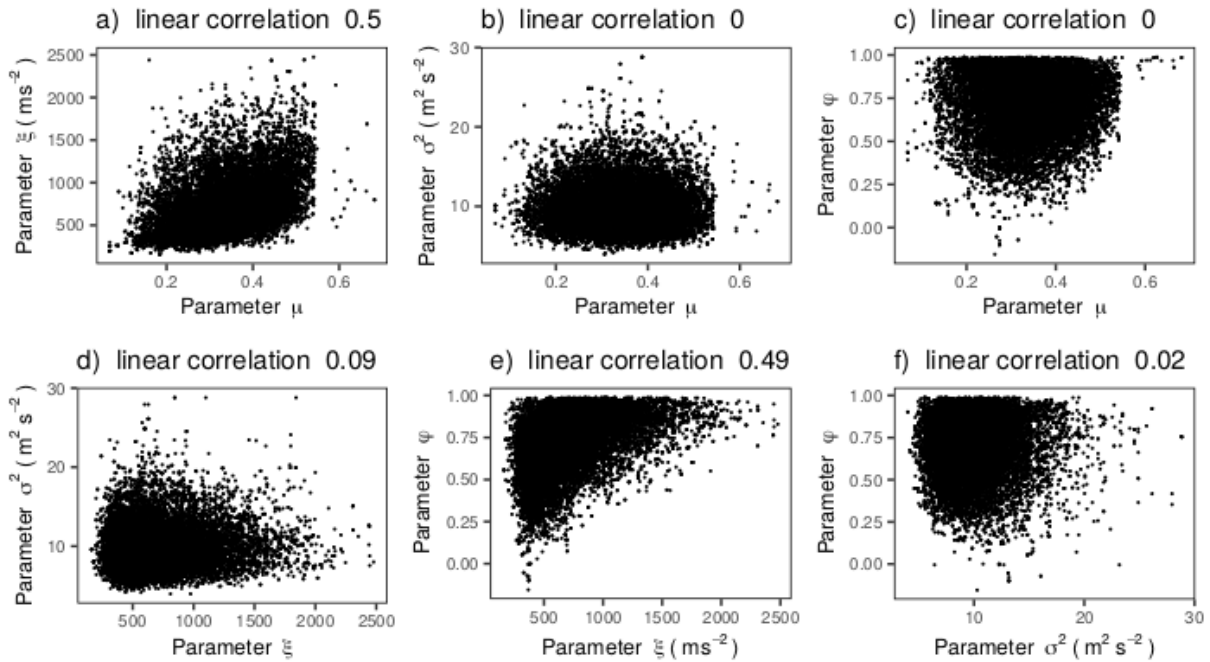 a) linear correlation 0.5
b) linear correlation 0
c) linear correlation 0
Parameter ξ ( ms⁻²)
2500
2000
1500
1000
500
0.2 0.4 0.6
Parameter μ
Parameter σ² ( m² s⁻²)
30
20
10
0.2 0.4 0.6
Parameter μ
Parameter φ
1.00
0.75
0.50
0.25
0.00
0.2 0.4 0.6
Parameter μ
d) linear correlation 0.09
e) linear correlation 0.49
f) linear correlation 0.02
Parameter σ² ( m² s⁻²)
30
20
10
500 1000 1500 2000 2500
Parameter ξ
Parameter φ
1.00
0.75
0.50
0.25
0.00
500 1000 1500 2000 2500
Parameter ξ ( ms⁻²)
Parameter φ
1.00
0.75
0.50
0.25
0.00
10 20 30
Parameter σ² ( m² s⁻²)